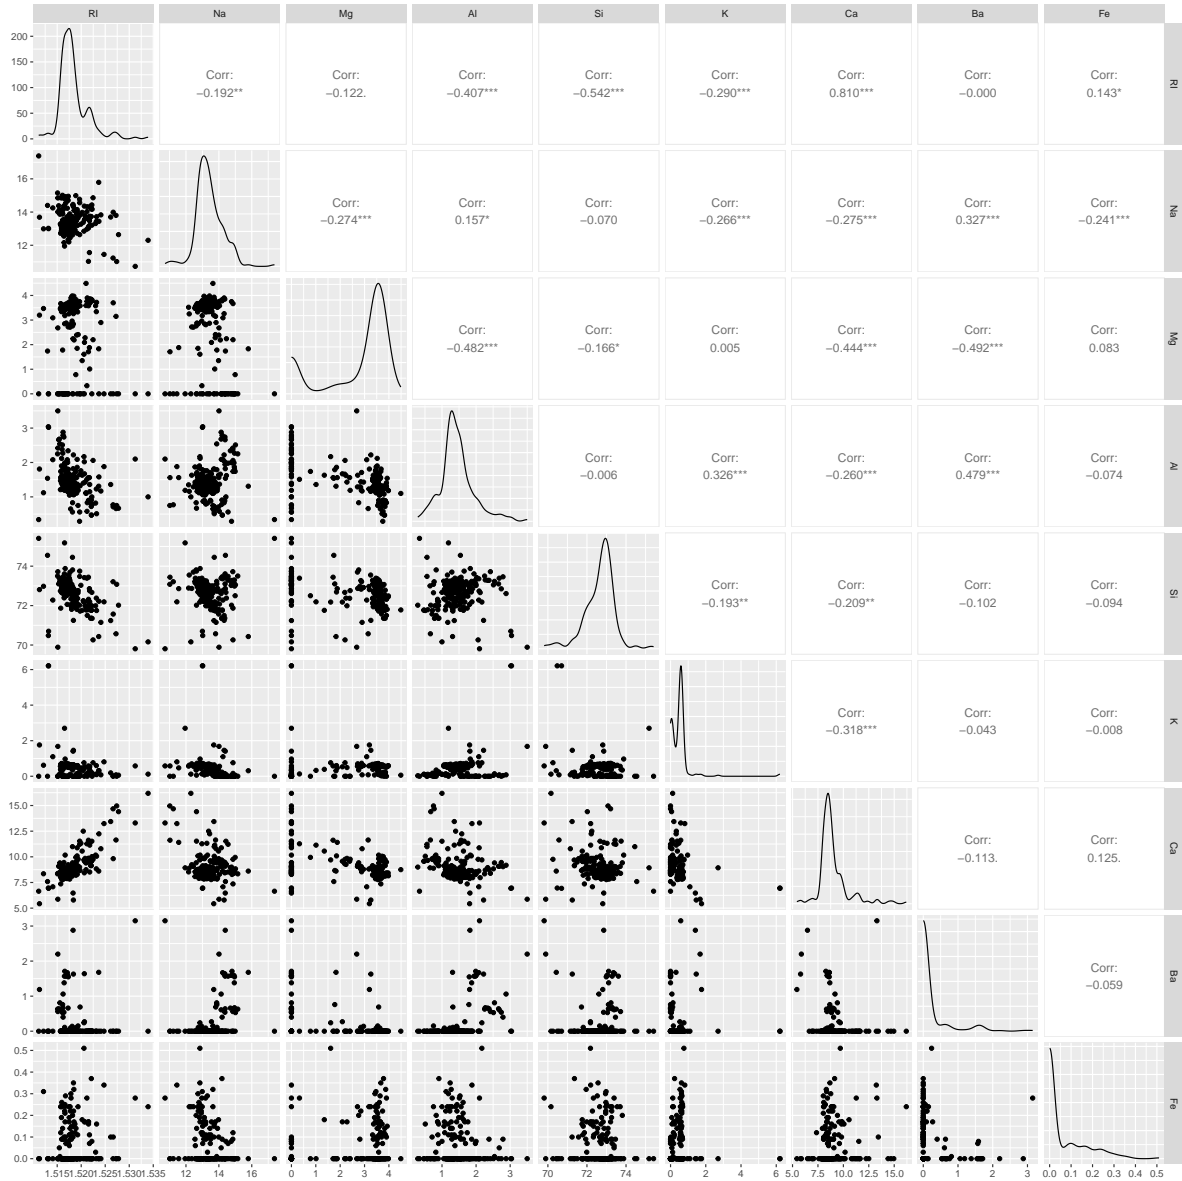 RI Na Mg Al Si K Ca Ba Fe
200
150
100
50
0
Corr:
−0.192**
Corr:
−0.122.
Corr:
−0.407***
Corr:
−0.542***
Corr:
−0.290***
Corr:
0.810***
Corr:
−0.000
Corr:
0.143*
RI
16
14
12
Corr:
−0.274***
Corr:
0.157*
Corr:
−0.070
Corr:
−0.266***
Corr:
−0.275***
Corr:
0.327***
Corr:
−0.241***
Na
4
3
2
1
0
Corr:
−0.482***
Corr:
−0.166*
Corr:
0.005
Corr:
−0.444***
Corr:
−0.492***
Corr:
0.083
Mg
3
2
1
Corr:
−0.006
Corr:
0.326***
Corr:
−0.260***
Corr:
0.479***
Corr:
−0.074
Al
74
72
70
Corr:
−0.193**
Corr:
−0.209**
Corr:
−0.102
Corr:
−0.094
Si
6
4
2
0
Corr:
−0.318***
Corr:
−0.043
Corr:
−0.008
K
15.0
12.5
10.0
7.5
5.0
Corr:
−0.113.
Corr:
0.125.
Ca
3
2
1
0
Corr:
−0.059
Ba
0.5
0.4
0.3
0.2
0.1
0.0
Fe
1.515 1.520 1.525 1.530 1.535 12 14 16 0 1 2 3 4 1 2 3 70 72 74 0 2 4 6 5.0 7.5 10.0 12.5 15.0 0 1 2 3 0.0 0.1 0.2 0.3 0.4 0.5